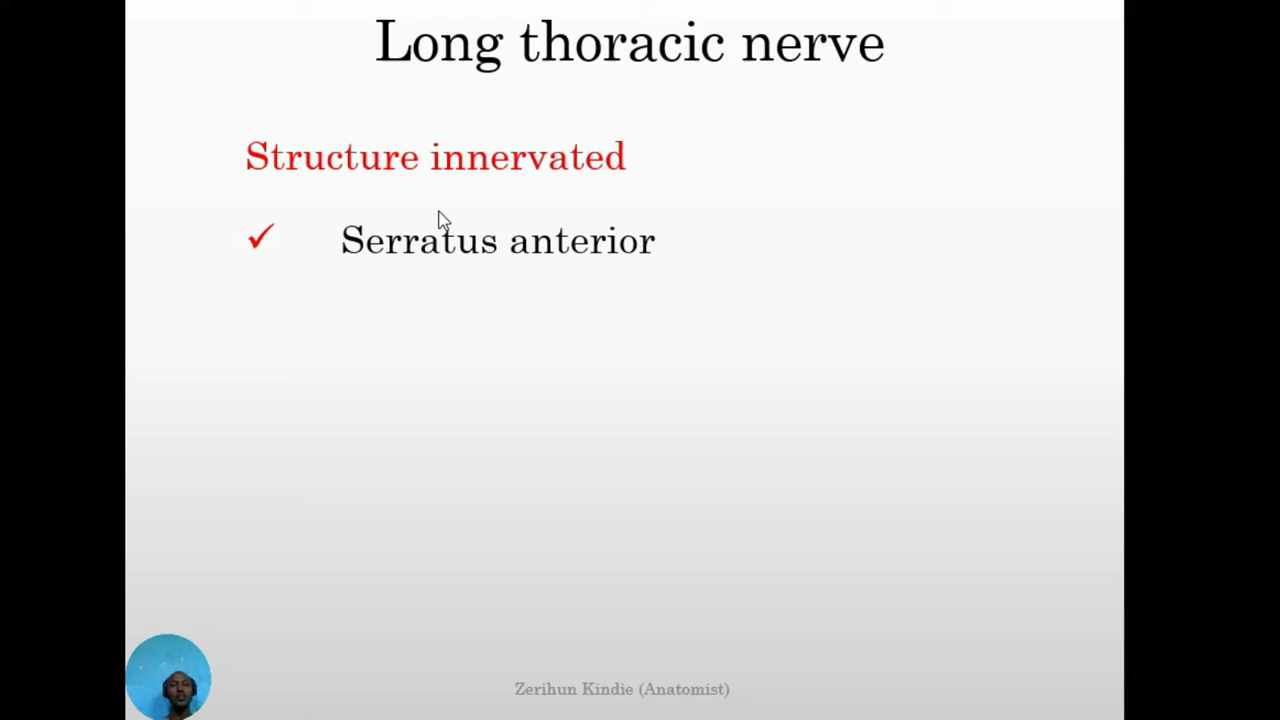 Long thoracic nerve
Structure innervated
✓ Serratus anterior
Zerihun Kindie (Anatomist)